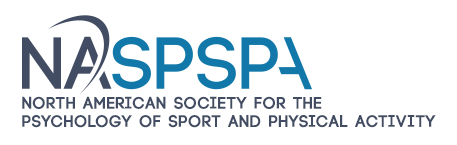 NASPSPA
NORTH AMERICAN SOCIETY FOR THE
PSYCHOLOGY OF SPORT AND PHYSICAL ACTIVITY